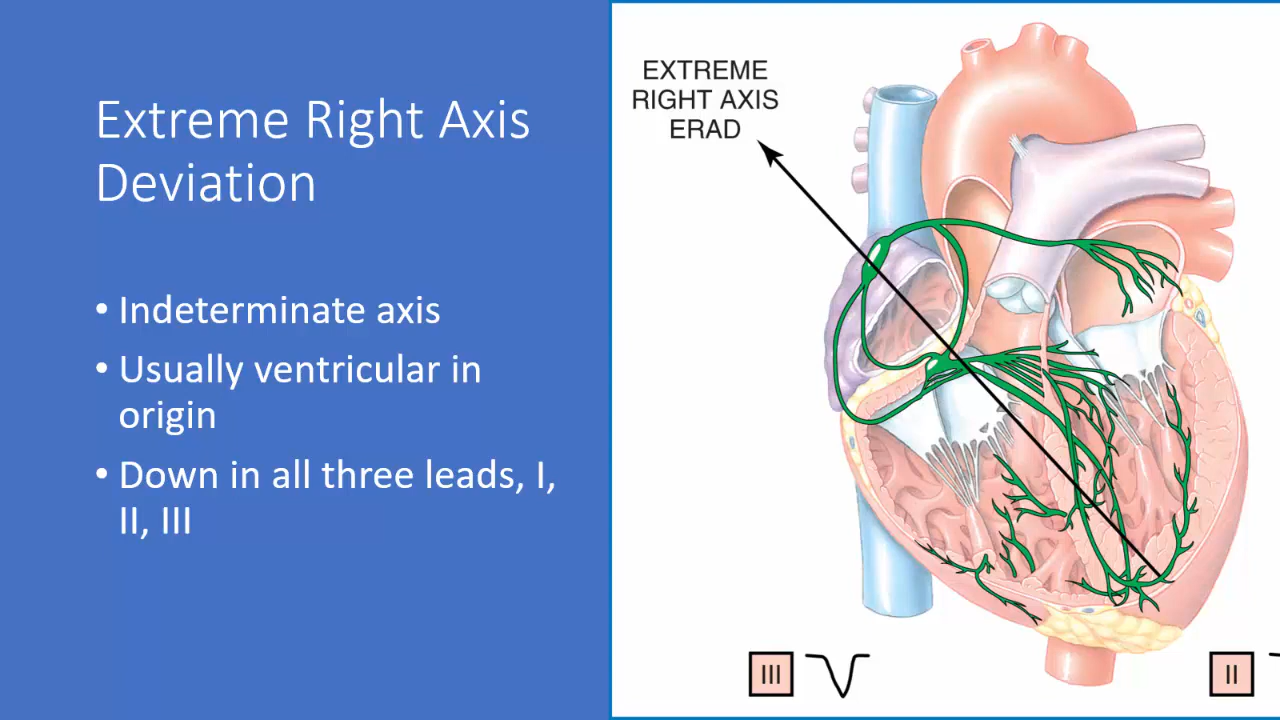 Extreme Right Axis
Deviation
• Indeterminate axis
• Usually ventricular in
origin
• Down in all three leads, I,
II, III
EXTREME
RIGHT AXIS
ERAD
III
II